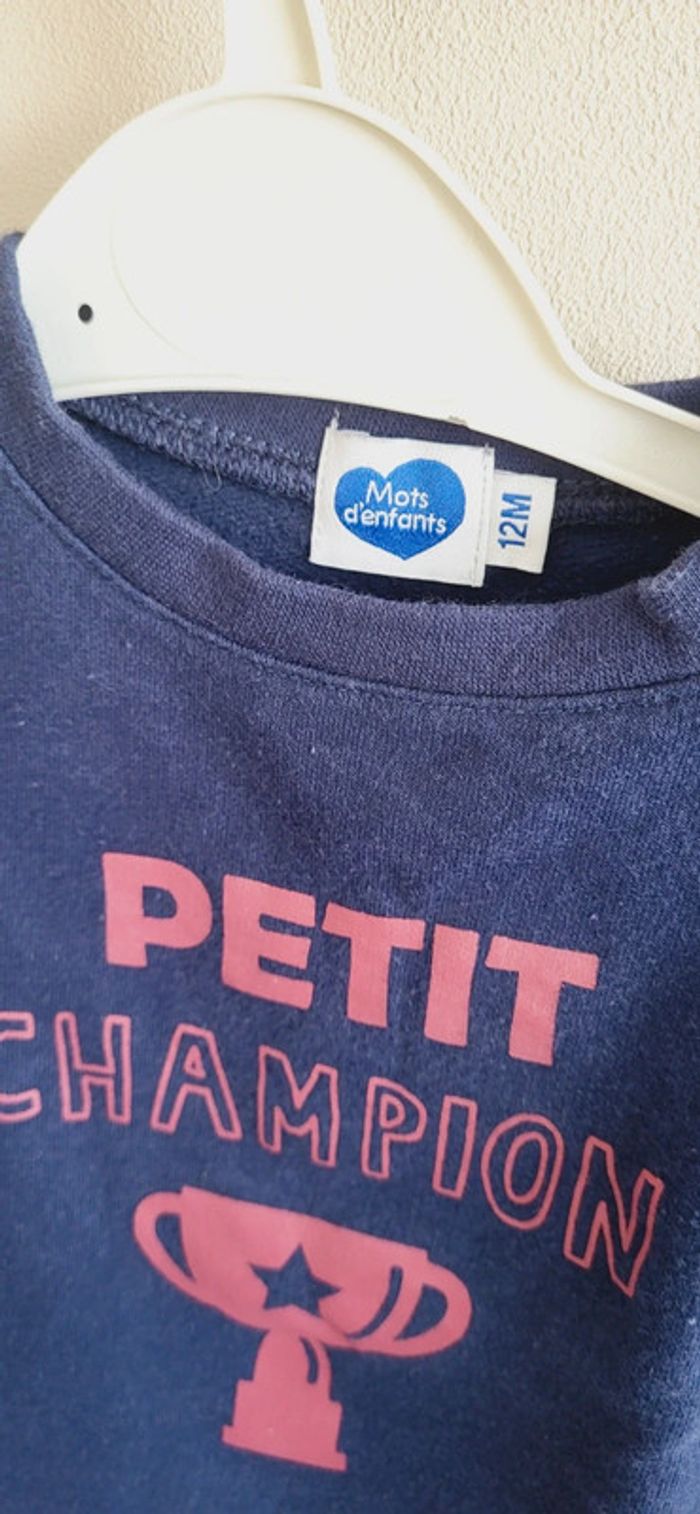 Mots
d'enfants
12M
PETIT
CHAMPION